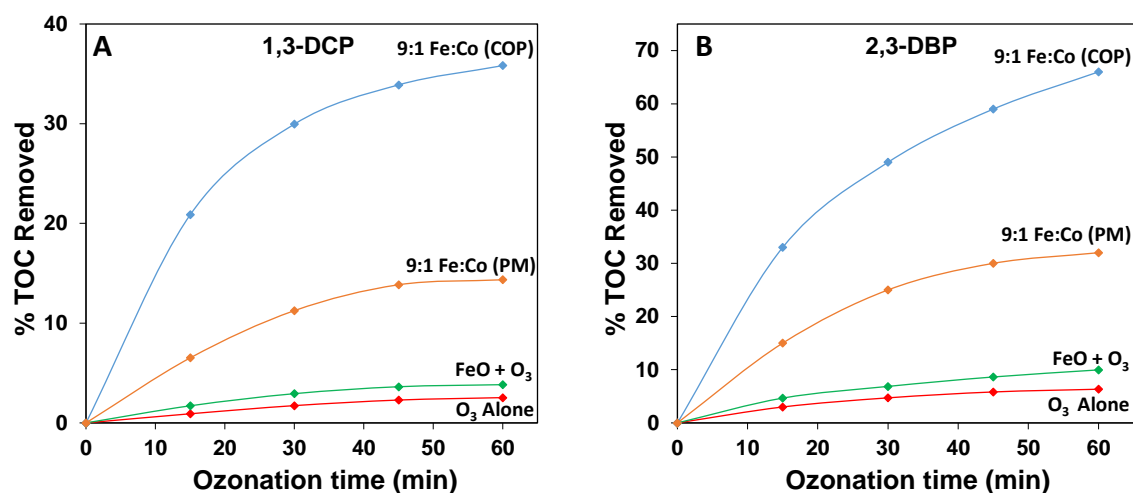 A
1,3-DCP
% TOC Removed
40
30
20
10
0
9:1 Fe:Co (COP)
9:1 Fe:Co (PM)
FeO + O₃
O₃ Alone
0 10 20 30 40 50 60
Ozonation time (min)
B
2,3-DBP
% TOC Removed
70
60
50
40
30
20
10
0
9:1 Fe:Co (COP)
9:1 Fe:Co (PM)
FeO + O₃
O₃ Alone
0 10 20 30 40 50 60
Ozonation time (min)